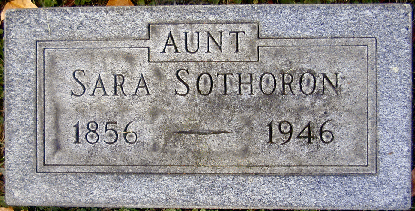 AUNT
SARA SOTHORON
1856 — 1946